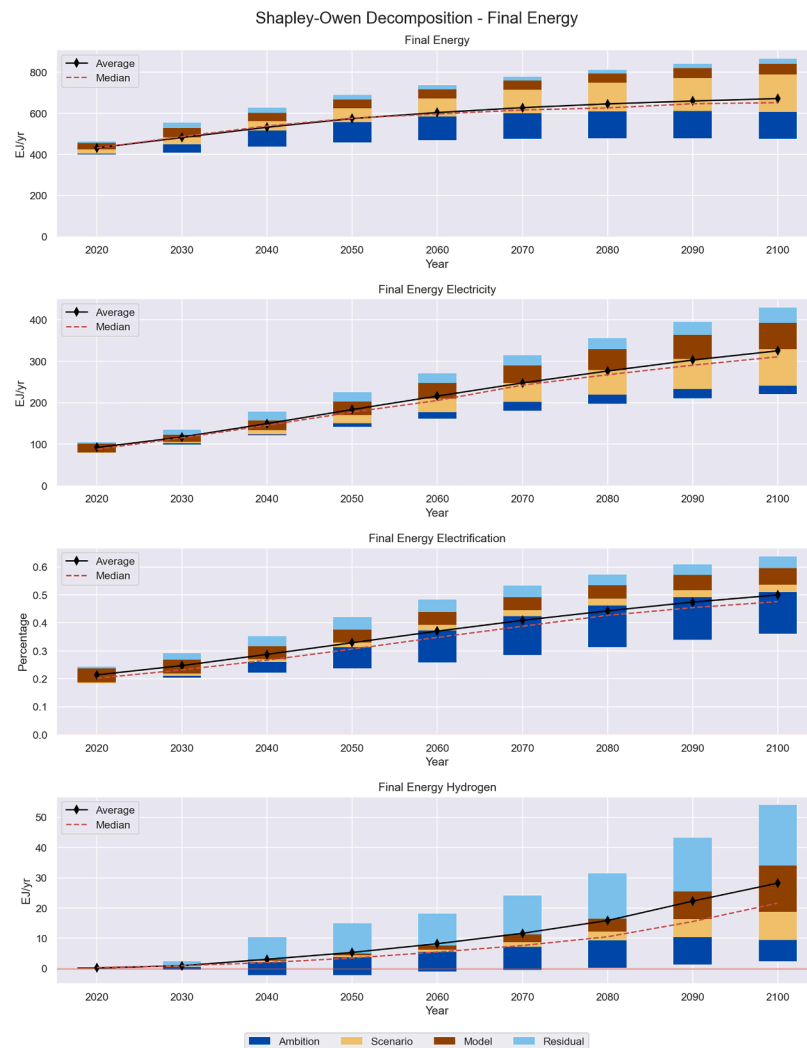 Shapley-Owen Decomposition - Final Energy
Final Energy
Average
Median
800
600
400
200
0
EJ/yr
2020 2030 2040 2050 2060 2070 2080 2090 2100
Year
Final Energy Electricity
Average
Median
400
300
200
100
0
EJ/yr
2020 2030 2040 2050 2060 2070 2080 2090 2100
Year
Final Energy Electrification
Average
Median
0.6
0.5
0.4
0.3
0.2
0.1
0.0
Percentage
2020 2030 2040 2050 2060 2070 2080 2090 2100
Year
Final Energy Hydrogen
Average
Median
50
40
30
20
10
0
EJ/yr
2020 2030 2040 2050 2060 2070 2080 2090 2100
Year
Ambition Scenario Model Residual